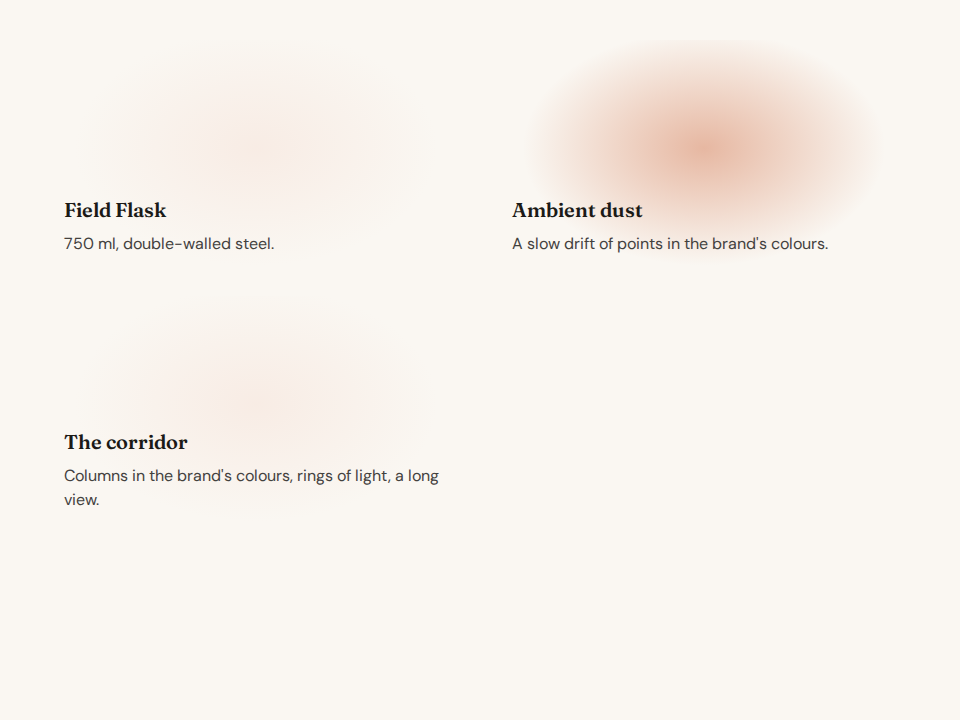 Field Flask
750 ml, double-walled steel.
Ambient dust
A slow drift of points in the brand's colours.
The corridor
Columns in the brand's colours, rings of light, a long
view.